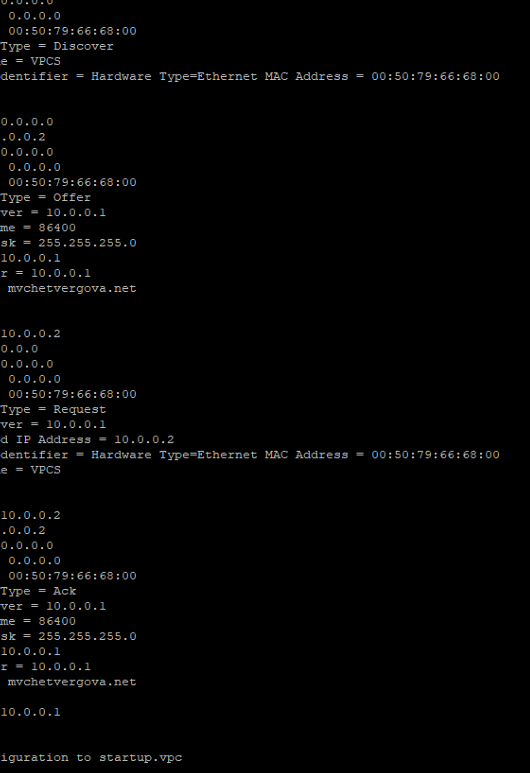 0.0.0.0
0.0.0.0
00:50:79:66:68:00
Type = Discover
e = VPCS
dentifier = Hardware Type=Ethernet MAC Address = 00:50:79:66:68:00
0.0.0.0
.0.0.2
0.0.0.0
0.0.0.0
00:50:79:66:68:00
Type = Offer
ver = 10.0.0.1
me = 86400
sk = 255.255.255.0
10.0.0.1
r = 10.0.0.1
mvchetvergova.net
10.0.0.2
0.0.0
0.0.0.0
0.0.0.0
00:50:79:66:68:00
Type = Request
ver = 10.0.0.1
d IP Address = 10.0.0.2
dentifier = Hardware Type=Ethernet MAC Address = 00:50:79:66:68:00
e = VPCS
10.0.0.2
.0.0.2
0.0.0.0
0.0.0.0
00:50:79:66:68:00
Type = Ack
ver = 10.0.0.1
me = 86400
sk = 255.255.255.0
10.0.0.1
r = 10.0.0.1
mvchetvergova.net
10.0.0.1
iguration to startup.vpc